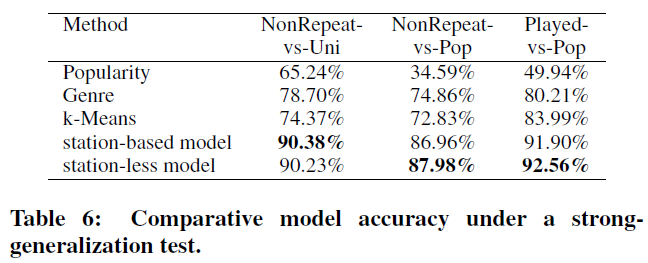 Method NonRepeat- NonRepeat- Played-
vs-Uni vs-Pop vs-Pop
Popularity 65.24% 34.59% 49.94%
Genre 78.70% 74.86% 80.21%
k-Means 74.37% 72.83% 83.99%
station-based model 90.38% 86.96% 91.90%
station-less model 90.23% 87.98% 92.56%
Table 6: Comparative model accuracy under a strong-
generalization test.